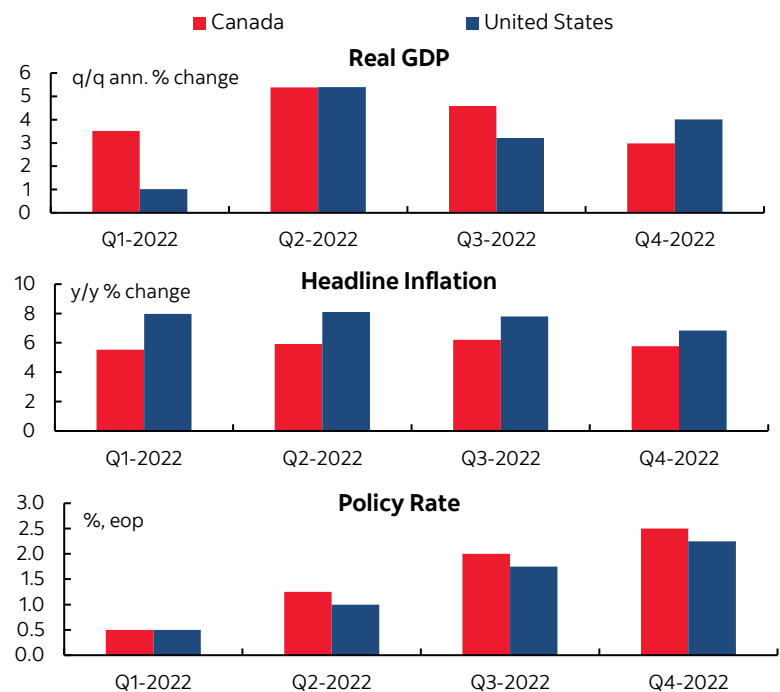 Canada United States
Real GDP
q/q ann. % change
6
5
4
3
2
1
0
Q1-2022 Q2-2022 Q3-2022 Q4-2022
Headline Inflation
y/y % change
10
8
6
4
2
0
Q1-2022 Q2-2022 Q3-2022 Q4-2022
Policy Rate
%, eop
3.0
2.5
2.0
1.5
1.0
0.5
0.0
Q1-2022 Q2-2022 Q3-2022 Q4-2022